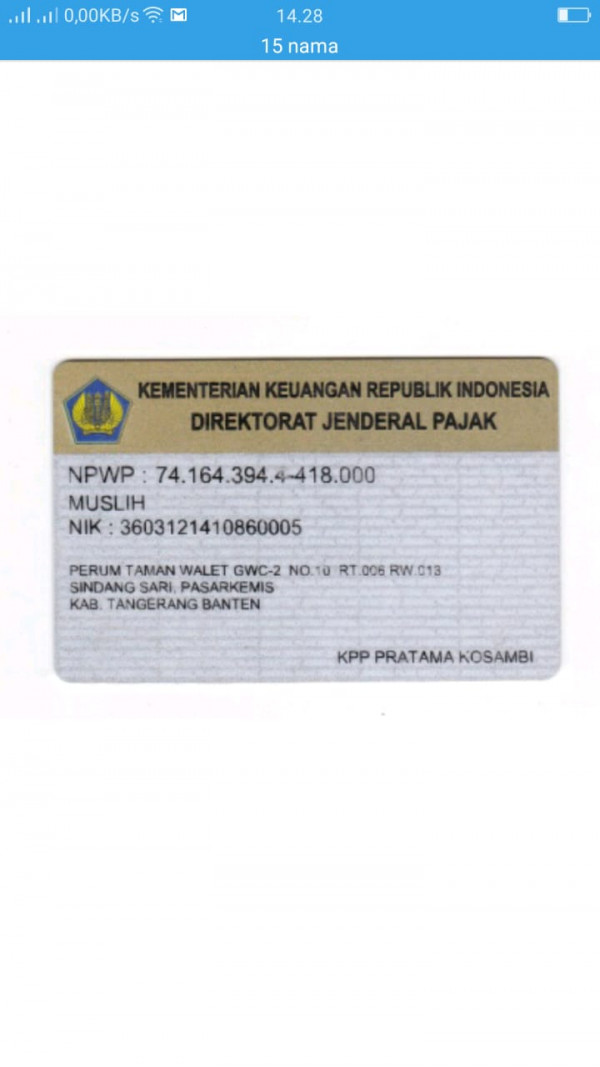 0,00KB/s 14.28
15 nama
KEMENTERIAN KEUANGAN REPUBLIK INDONESIA
DIREKTORAT JENDERAL PAJAK
NPWP : 74.164.394.4-418.000
MUSLIH
NIK : 3603121410860005
PERUM TAMAN WALET GWC-2 NO.10 RT.006 RW.013
SINDANG SARI, PASARKEMIS
KAB. TANGERANG BANTEN
KPP PRATAMA KOSAMBI